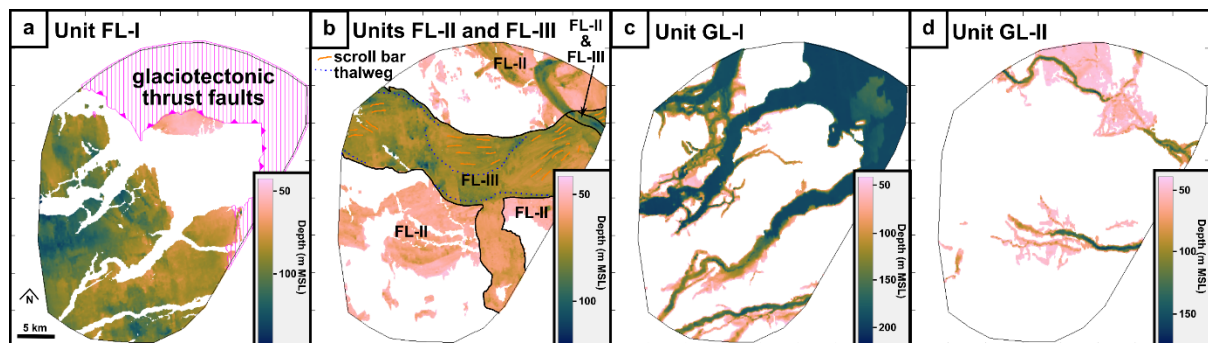 a Unit FL-I
glaciotectonic
thrust faults
50
100
Depth (m MSL)
N
5 km
b Units FL-II and FL-III
FL-II
&
FL-III
scroll bar
thalweg
FL-II
FL-III
FL-II
FL-II
50
100
Depth (m MSL)
c Unit GL-I
50
100
150
200
Depth (m MSL)
d Unit GL-II
50
100
150
Depth (m MSL)